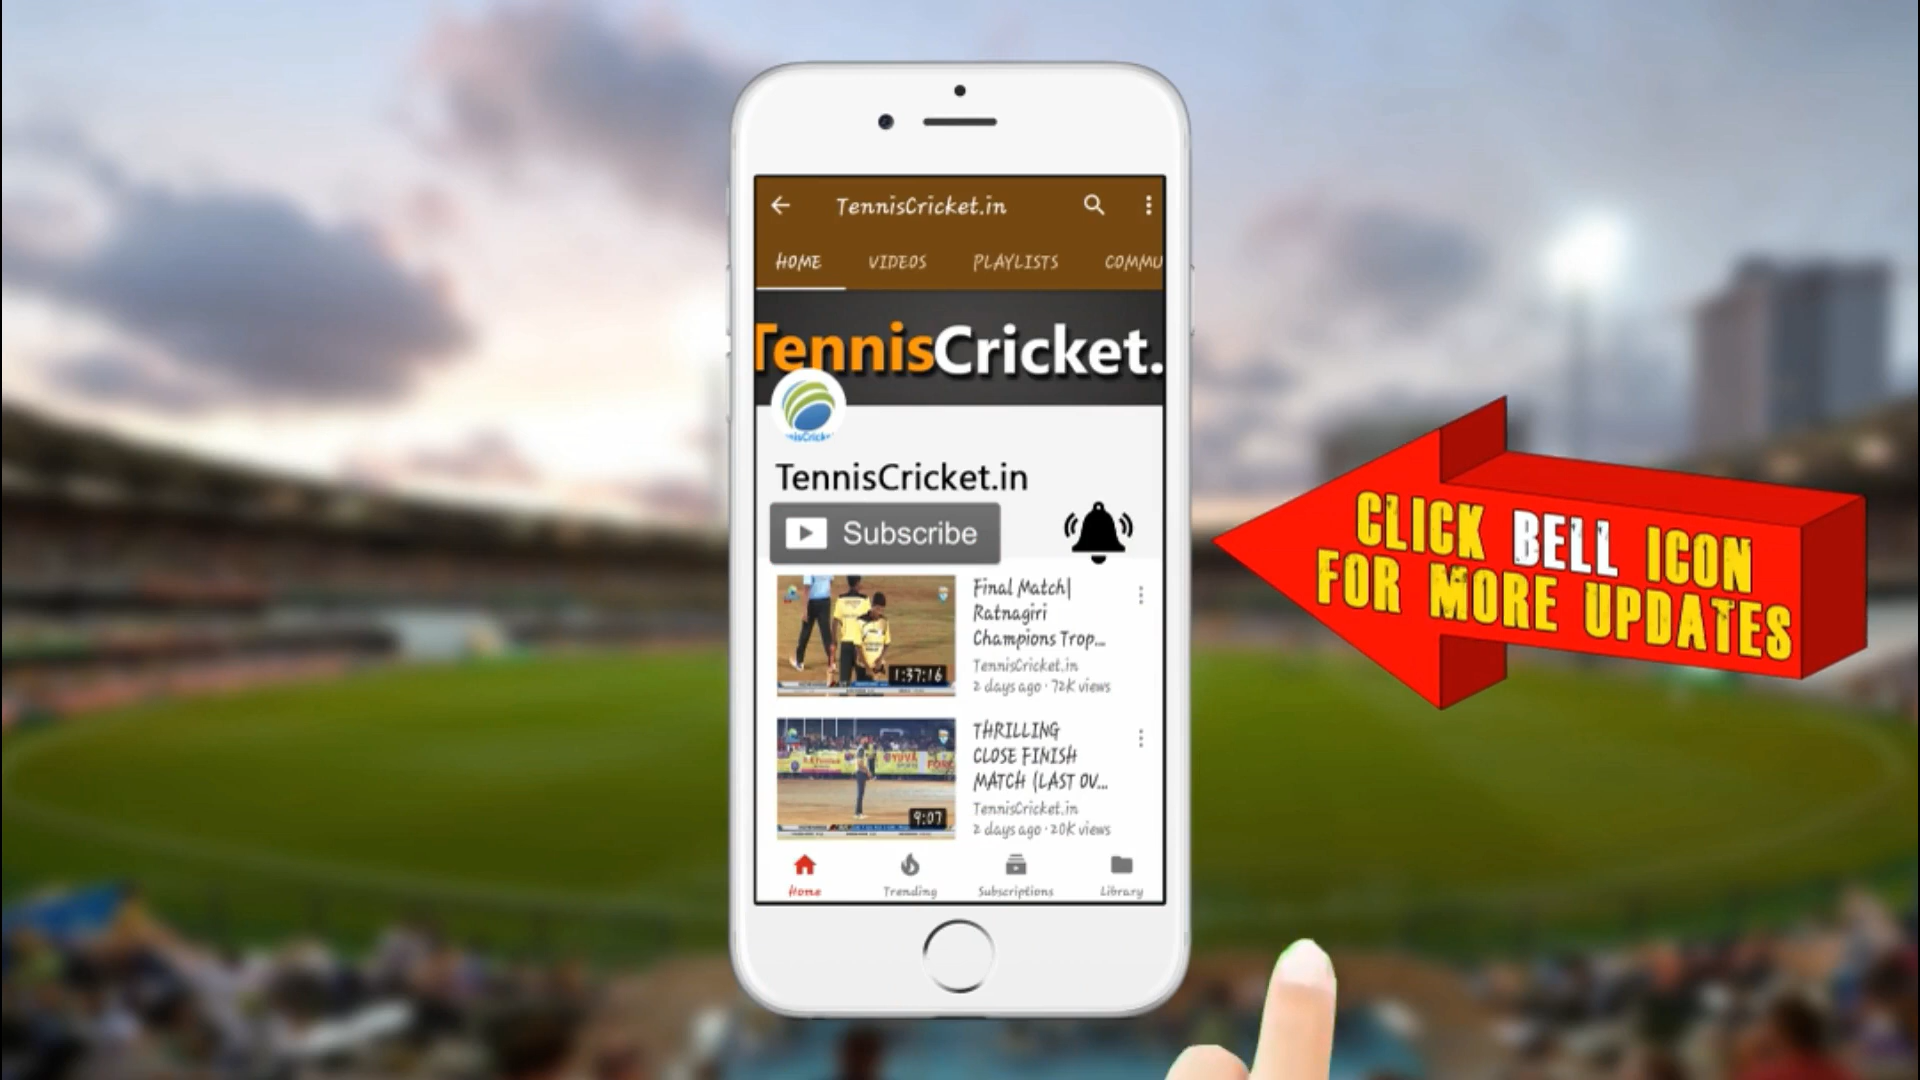 TennisCricket.in
HOME VIDEOS PLAYLISTS COMMU
TennisCricket.
TennisCricket.in
Subscribe
Final Match|
Ratnagiri
Champions Trop...
TennisCricket.in
2 days ago · 72K views
1:37:16
THRILLING
CLOSE FINISH
MATCH (LAST OV...
TennisCricket.in
2 days ago · 20K views
9:07
Home Trending Subscriptions Library
CLICK BELL ICON
FOR MORE UPDATES